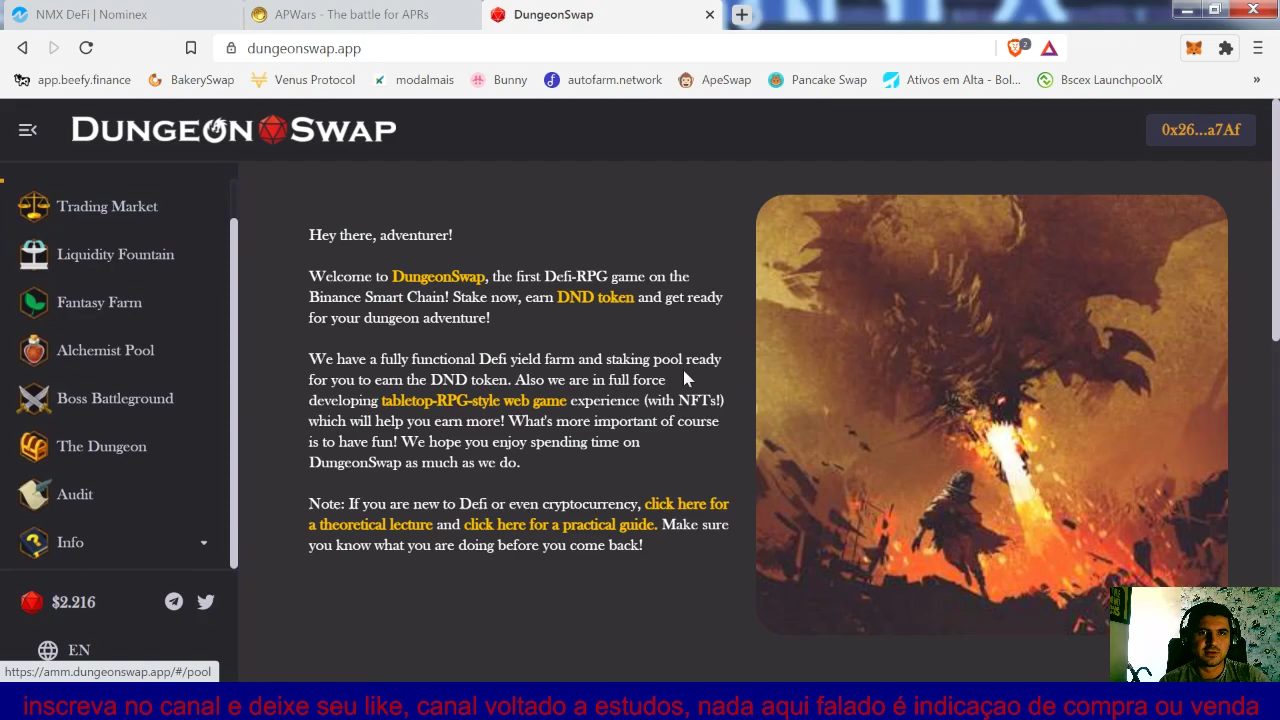 NMX DeFi | Nominex
APWars - The battle for APRs
DungeonSwap
dungeonswap.app
2
app.beefy.finance
BakerySwap
Venus Protocol
modalmais
Bunny
autofarm.network
ApeSwap
Pancake Swap
Ativos em Alta - Bol...
Bscex LaunchpoolX
»
DUNGEON SWAP
0x26...a7Af
Trading Market
Liquidity Fountain
Fantasy Farm
Alchemist Pool
Boss Battleground
The Dungeon
Audit
Info
$2.216
EN
https://amm.dungeonswap.app/#/pool
Hey there, adventurer!
Welcome to DungeonSwap, the first Defi-RPG game on the
Binance Smart Chain! Stake now, earn DND token and get ready
for your dungeon adventure!
We have a fully functional Defi yield farm and staking pool ready
for you to earn the DND token. Also we are in full force
developing tabletop-RPG-style web game experience (with NFTs!)
which will help you earn more! What's more important of course
is to have fun! We hope you enjoy spending time on
DungeonSwap as much as we do.
Note: If you are new to Defi or even cryptocurrency, click here for
a theoretical lecture and click here for a practical guide. Make sure
you know what you are doing before you come back!
inscreva no canal e deixe seu like, canal voltado a estudos, nada aqui falado é indicaçao de compra ou venda